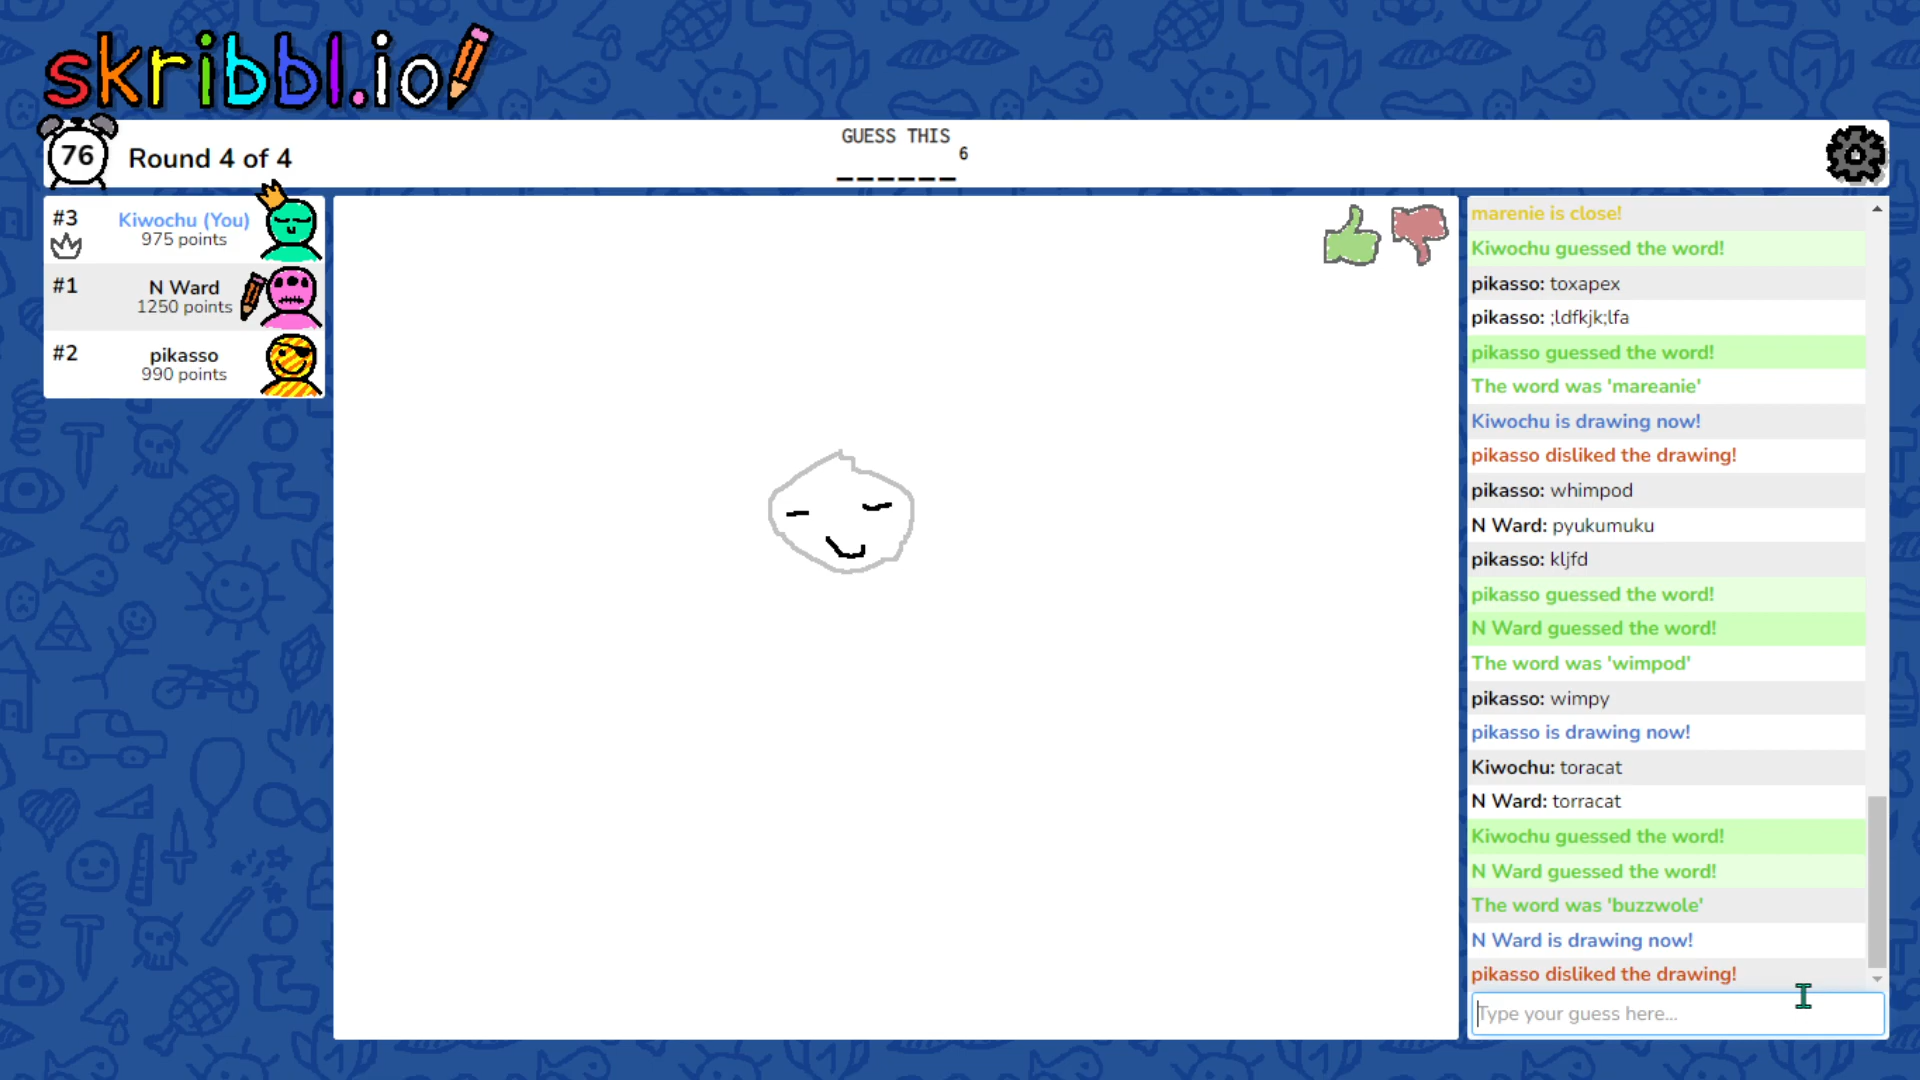 skribbl.io
76
Round 4 of 4
GUESS THIS
6
______
#3
Kiwochu (You)
975 points
#1
N Ward
1250 points
#2
pikasso
990 points
marenie is close!
Kiwochu guessed the word!
pikasso: toxapex
pikasso: ;ldfkjk;lfa
pikasso guessed the word!
The word was 'mareanie'
Kiwochu is drawing now!
pikasso disliked the drawing!
pikasso: whimpod
N Ward: pyukumuku
pikasso: kljfd
pikasso guessed the word!
N Ward guessed the word!
The word was 'wimpod'
pikasso: wimpy
pikasso is drawing now!
Kiwochu: toracat
N Ward: torracat
Kiwochu guessed the word!
N Ward guessed the word!
The word was 'buzzwole'
N Ward is drawing now!
pikasso disliked the drawing!
Type your guess here...